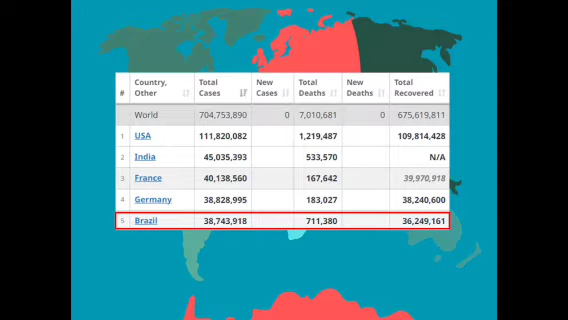 # Country, Other Total Cases New Cases Total Deaths New Deaths Total Recovered
World 704,753,890 0 7,010,681 0 675,619,811
1 USA 111,820,082 1,219,487 109,814,428
2 India 45,035,393 533,570 N/A
3 France 40,138,560 167,642 39,970,918
4 Germany 38,828,995 183,027 38,240,600
5 Brazil 38,743,918 711,380 36,249,161